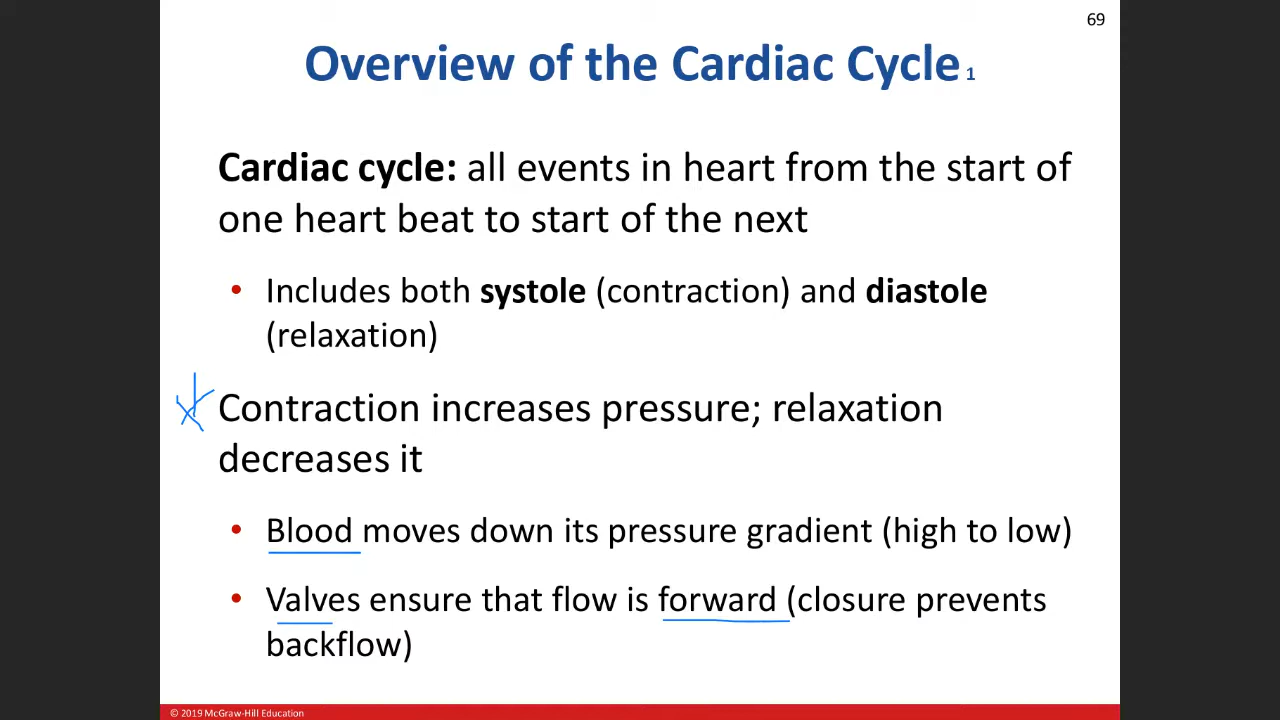 69
Overview of the Cardiac Cycle 1
Cardiac cycle: all events in heart from the start of
one heart beat to start of the next
• Includes both systole (contraction) and diastole
(relaxation)
Contraction increases pressure; relaxation
decreases it
• Blood moves down its pressure gradient (high to low)
• Valves ensure that flow is forward (closure prevents
backflow)
© 2019 McGraw-Hill Education